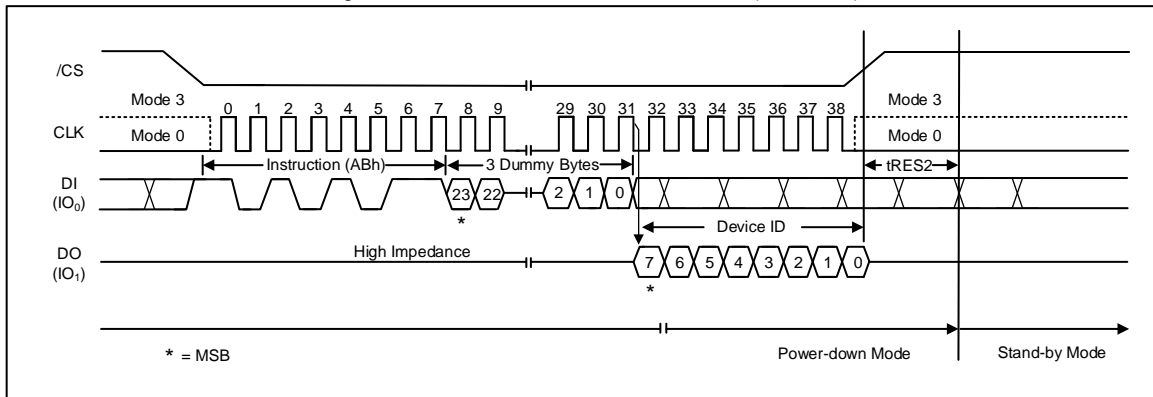 /CS
Mode 3
0 1 2 3 4 5 6 7 8 9 29 30 31 32 33 34 35 36 37 38
Mode 3
CLK
Mode 0
Mode 0
Instruction (ABh)
3 Dummy Bytes
tRES2
DI
(IO0)
23 22 2 1 0
*
Device ID
DO
(IO1)
High Impedance
7 6 5 4 3 2 1 0
*
* = MSB
Power-down Mode
Stand-by Mode